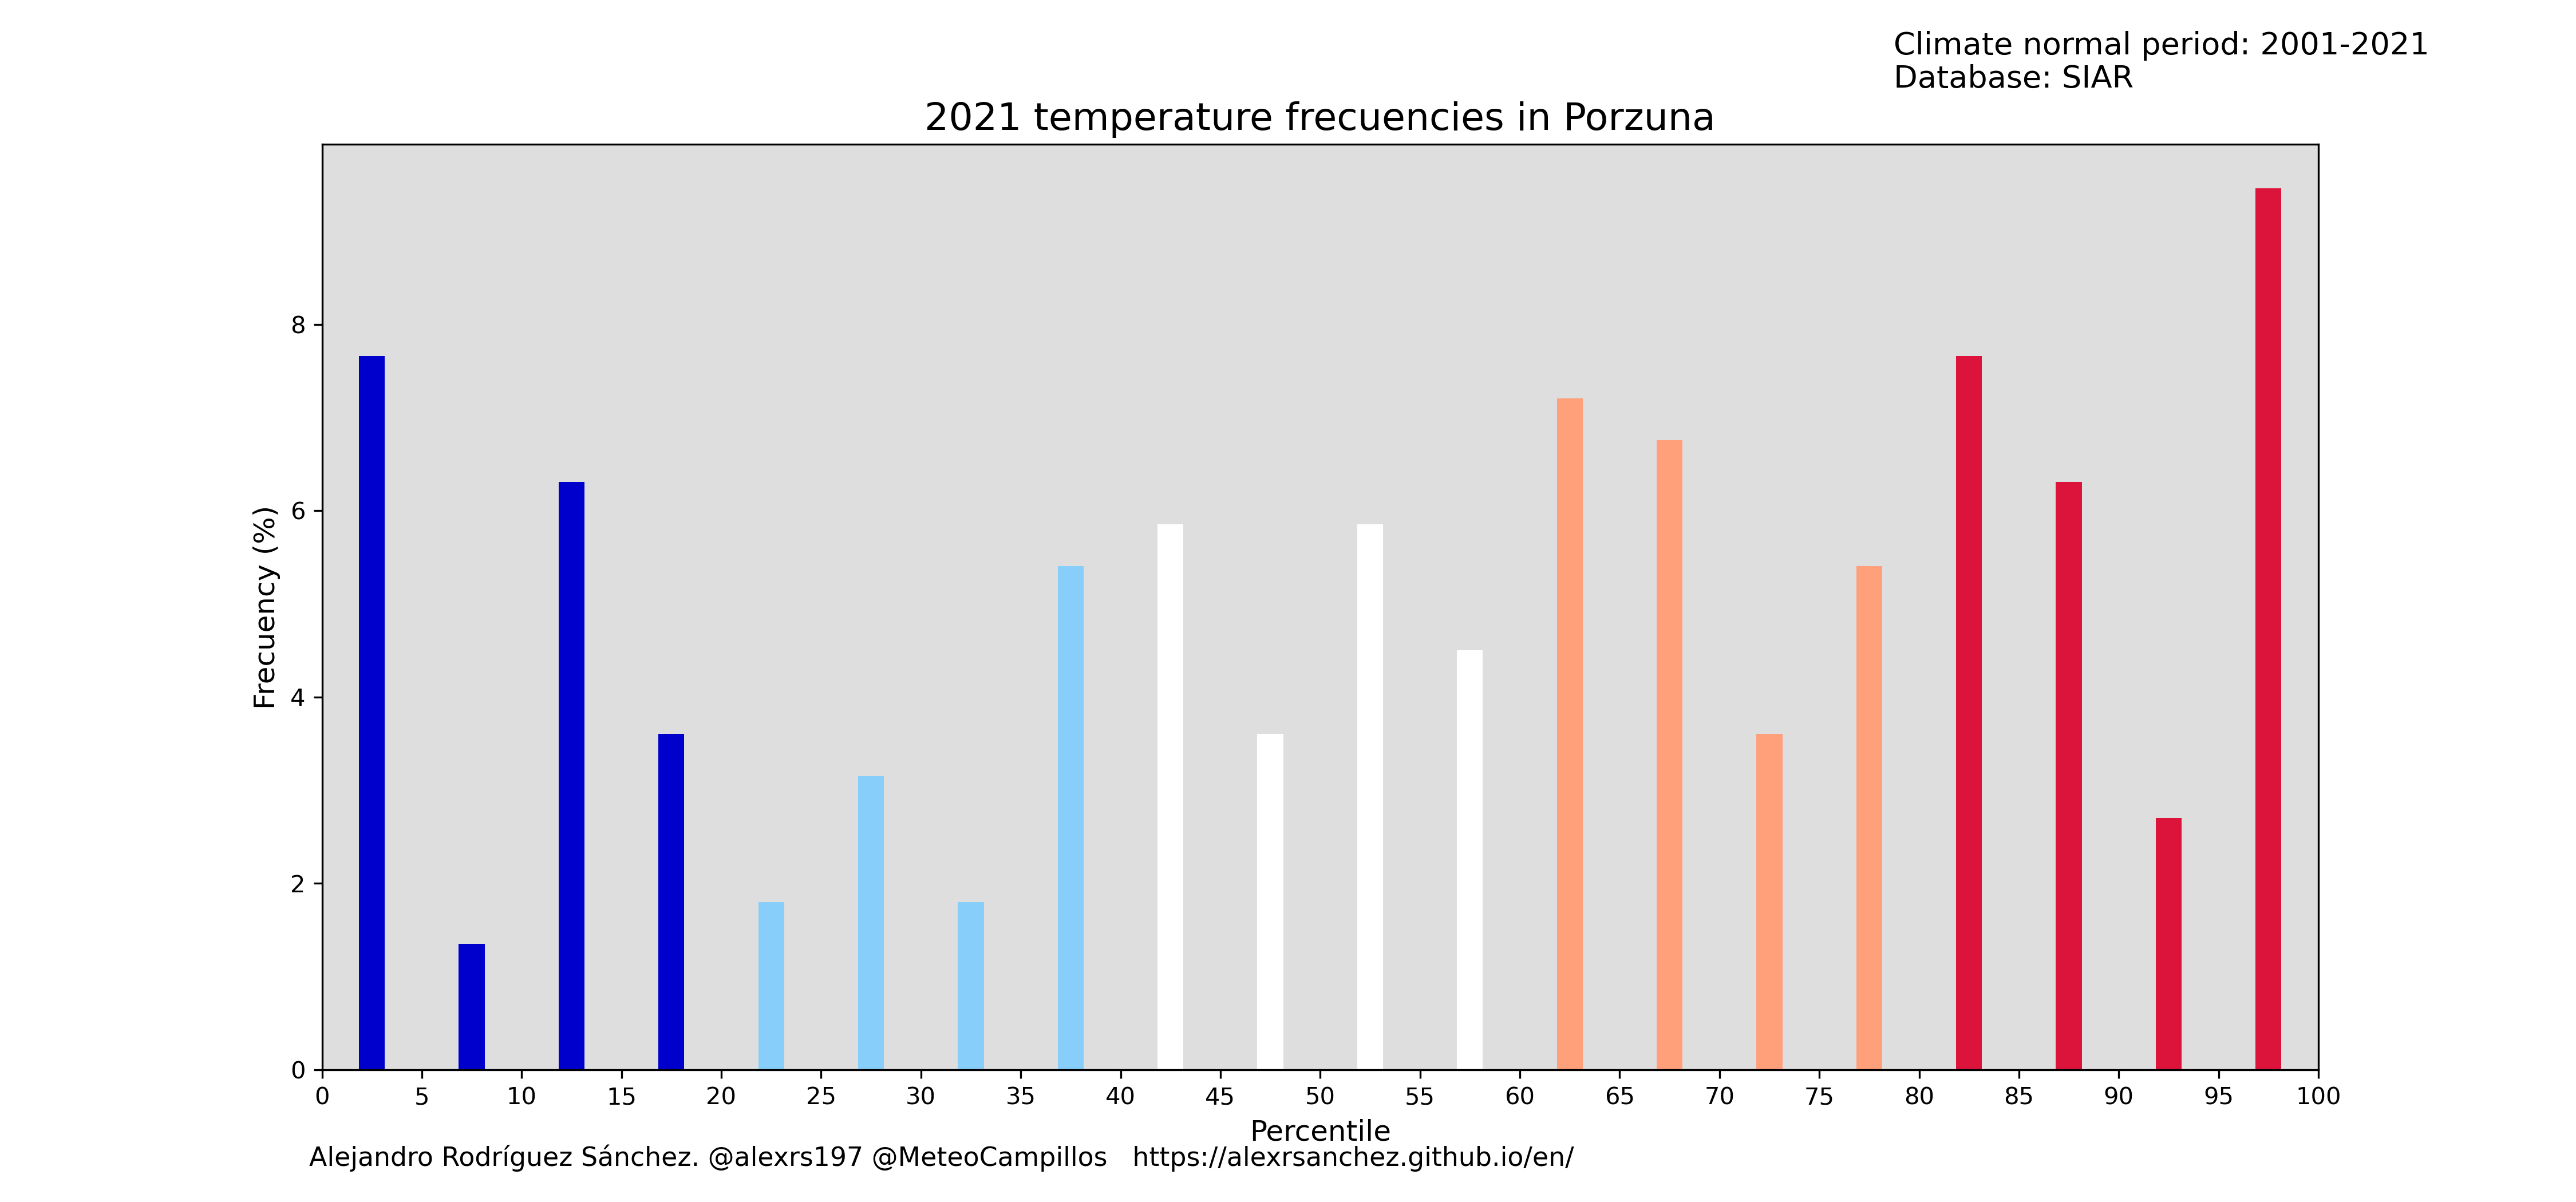 Climate normal period: 2001-2021
Database: SIAR
2021 temperature frecuencies in Porzuna
Frecuency (%)
8
6
4
2
0
0 5 10 15 20 25 30 35 40 45 50 55 60 65 70 75 80 85 90 95 100
Percentile
Alejandro Rodríguez Sánchez. @alexrs197 @MeteoCampillos https://alexrsanchez.github.io/en/